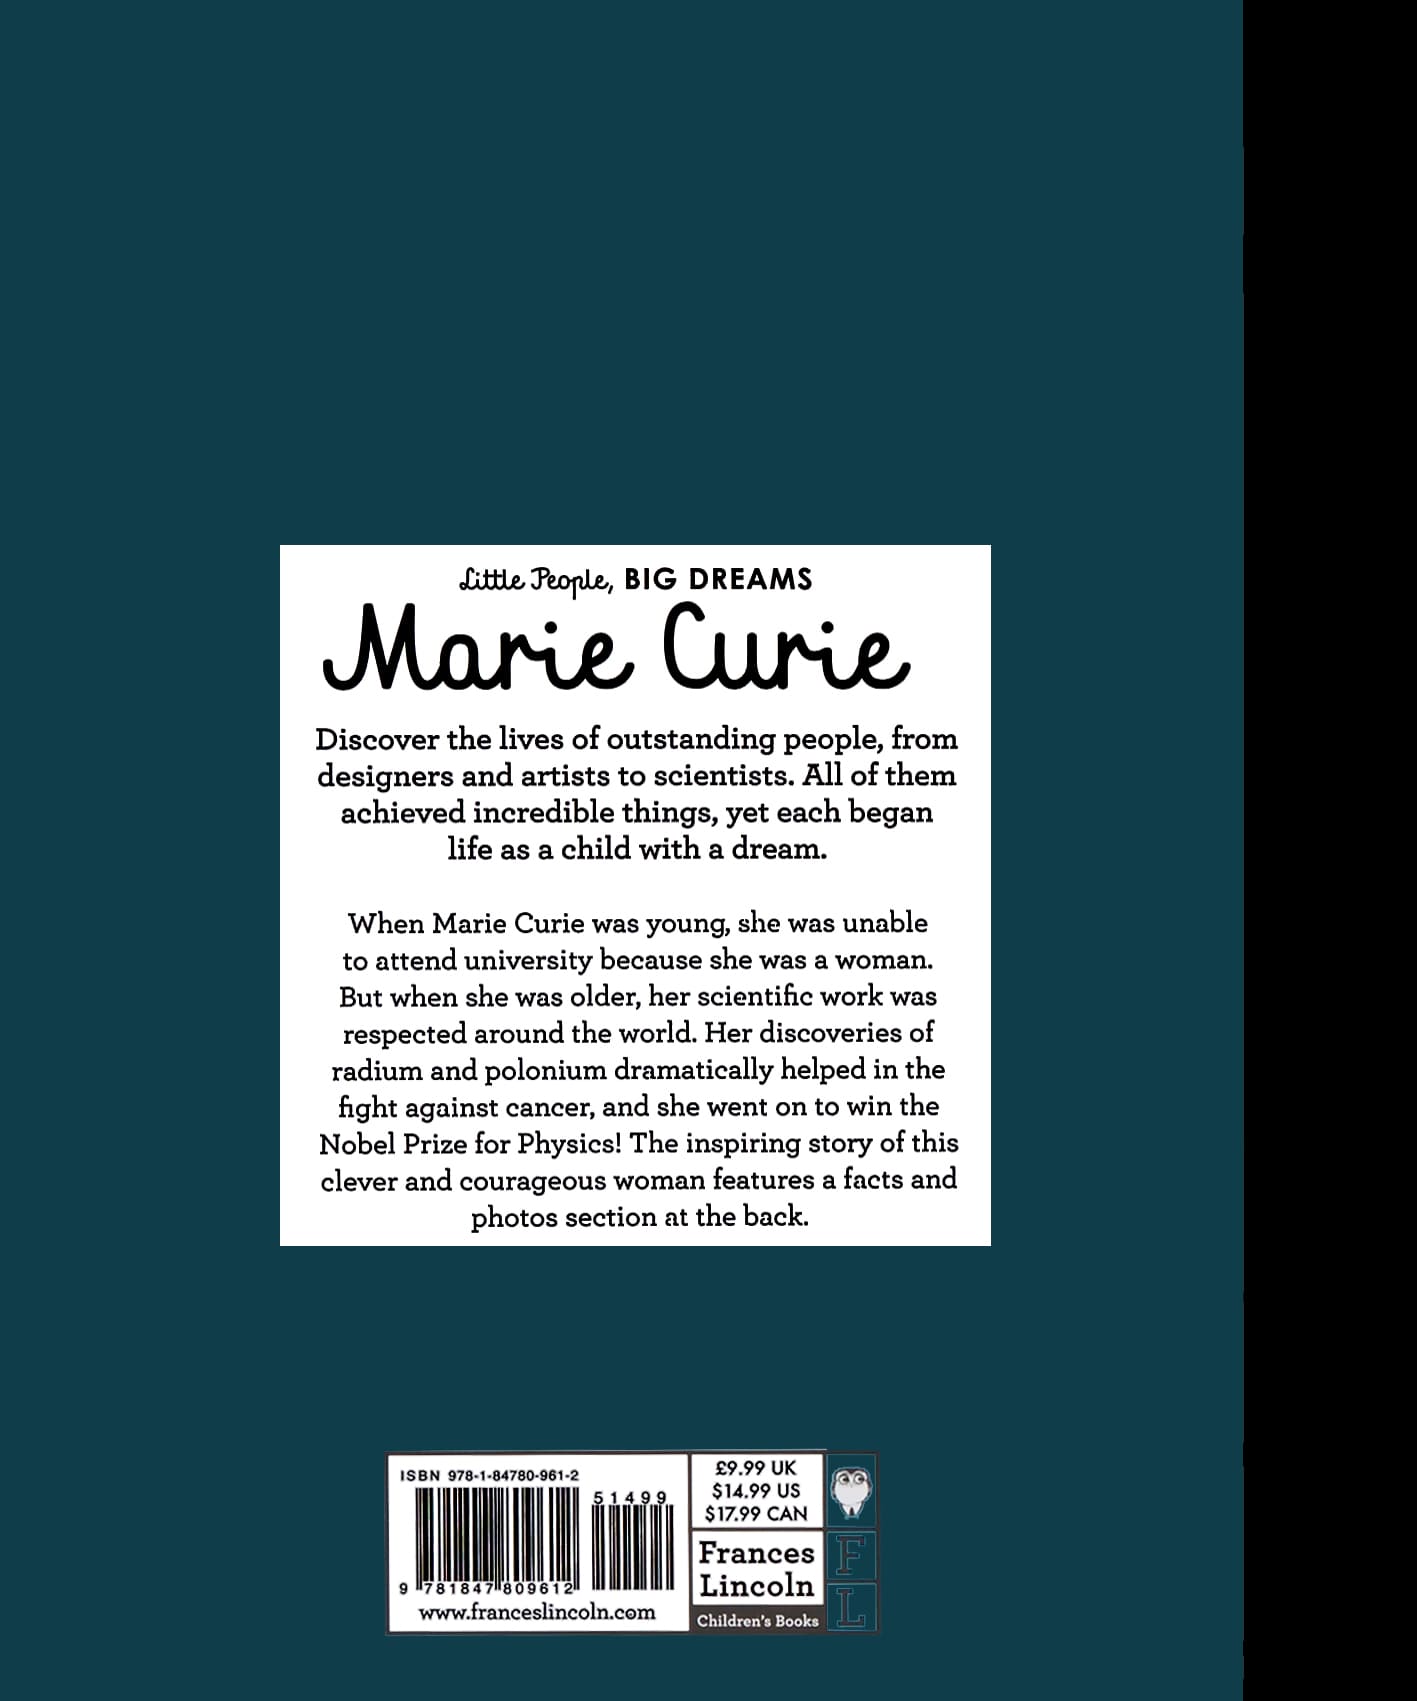 Little People, BIG DREAMS
Marie Curie
Discover the lives of outstanding people, from
designers and artists to scientists. All of them
achieved incredible things, yet each began
life as a child with a dream.
When Marie Curie was young, she was unable
to attend university because she was a woman.
But when she was older, her scientific work was
respected around the world. Her discoveries of
radium and polonium dramatically helped in the
fight against cancer, and she went on to win the
Nobel Prize for Physics! The inspiring story of this
clever and courageous woman features a facts and
photos section at the back.
ISBN 978-1-84780-961-2
51499
9 781847 809612
www.franceslincoln.com
£9.99 UK
$14.99 US
$17.99 CAN
Frances
Lincoln
Children's Books
F
L